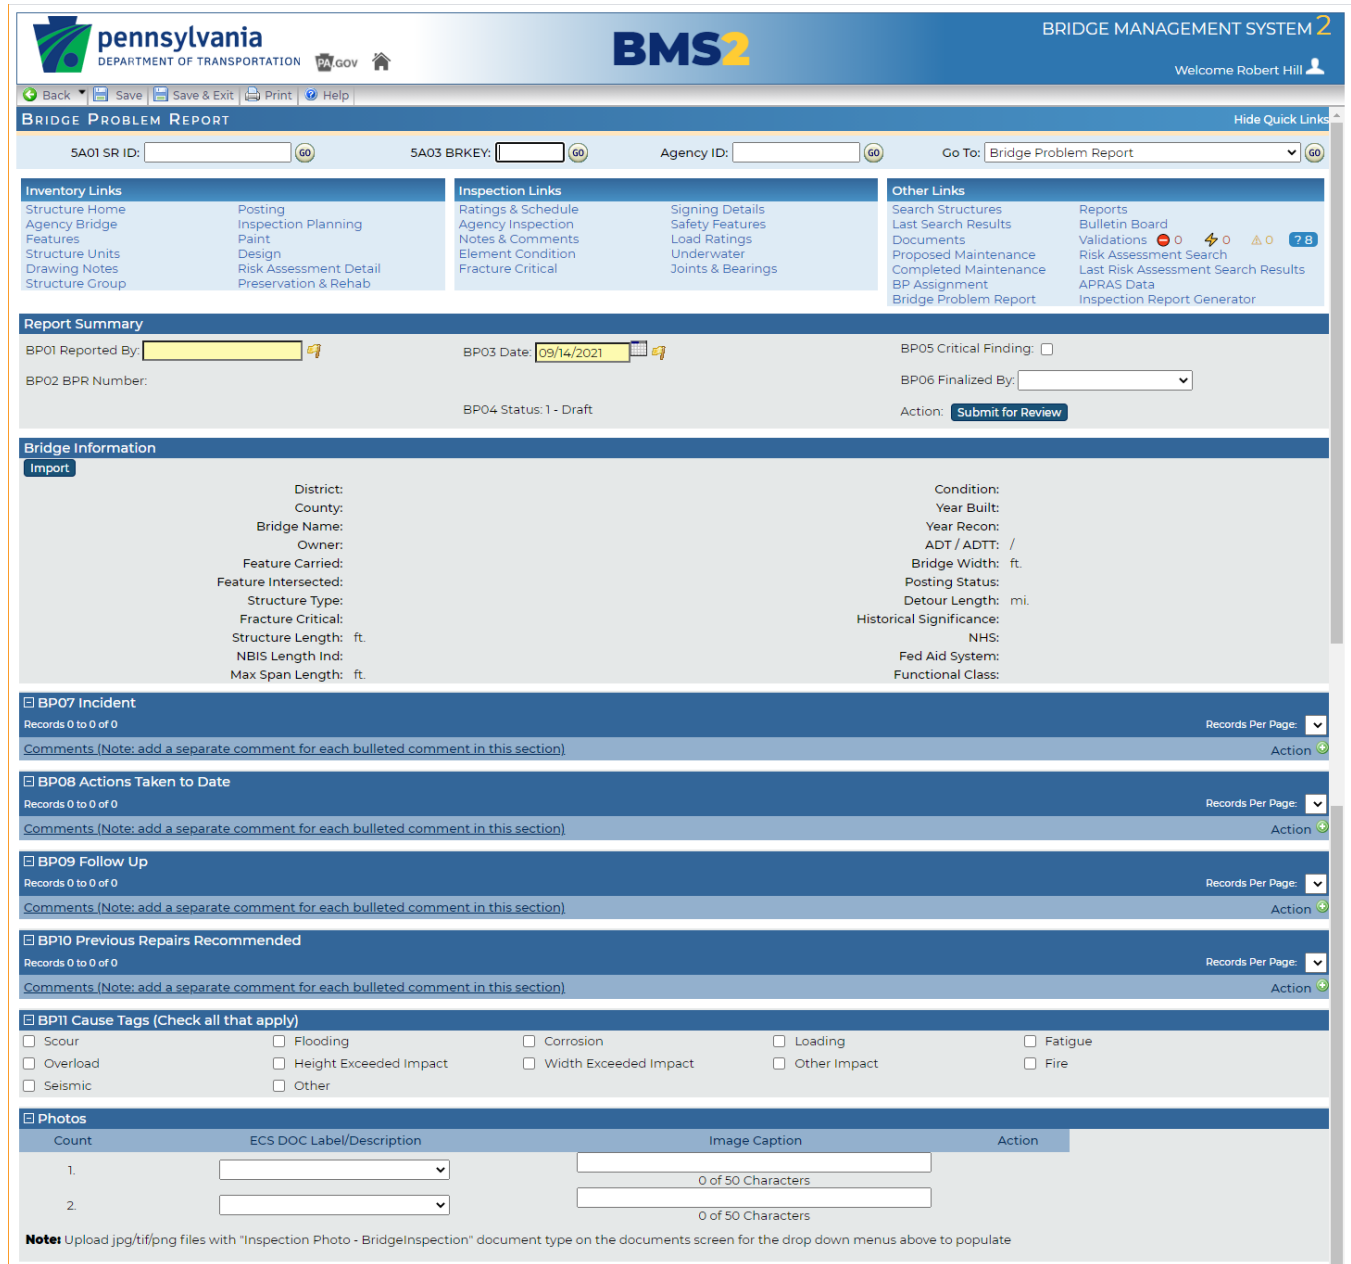 pennsylvania
DEPARTMENT OF TRANSPORTATION PA.GOV
BMS2
BRIDGE MANAGEMENT SYSTEM 2
Welcome Robert Hill
Back Save Save & Exit Print Help
BRIDGE PROBLEM REPORT Hide Quick Links
5A01 SR ID: GO 5A03 BRKEY: GO Agency ID: GO Go To: Bridge Problem Report GO
Inventory Links Inspection Links Other Links
Structure Home Posting Ratings & Schedule Signing Details Search Structures Reports
Agency Bridge Inspection Planning Agency Inspection Safety Features Last Search Results Bulletin Board
Features Paint Notes & Comments Load Ratings Documents Validations 0 0 0 ? 8
Structure Units Design Element Condition Underwater Proposed Maintenance Risk Assessment Search
Drawing Notes Risk Assessment Detail Fracture Critical Joints & Bearings Completed Maintenance Last Risk Assessment Search Results
Structure Group Preservation & Rehab BP Assignment APRAS Data
Bridge Problem Report Inspection Report Generator
Report Summary
BP01 Reported By: BP03 Date: 09/14/2021 BP05 Critical Finding:
BP02 BPR Number: BP06 Finalized By:
BP04 Status: 1 - Draft Action: Submit for Review
Bridge Information
Import
District: Condition:
County: Year Built:
Bridge Name: Year Recon:
Owner: ADT / ADTT: /
Feature Carried: Bridge Width: ft.
Feature Intersected: Posting Status:
Structure Type: Detour Length: mi.
Fracture Critical: Historical Significance:
Structure Length: ft. NHS:
NBIS Length Ind: Fed Aid System:
Max Span Length: ft. Functional Class:
BP07 Incident
Records 0 to 0 of 0 Records Per Page:
Comments (Note: add a separate comment for each bulleted comment in this section) Action
BP08 Actions Taken to Date
Records 0 to 0 of 0 Records Per Page:
Comments (Note: add a separate comment for each bulleted comment in this section) Action
BP09 Follow Up
Records 0 to 0 of 0 Records Per Page:
Comments (Note: add a separate comment for each bulleted comment in this section) Action
BP10 Previous Repairs Recommended
Records 0 to 0 of 0 Records Per Page:
Comments (Note: add a separate comment for each bulleted comment in this section) Action
BP11 Cause Tags (Check all that apply)
Scour Flooding Corrosion Loading Fatigue
Overload Height Exceeded Impact Width Exceeded Impact Other Impact Fire
Seismic Other
Photos
Count ECS DOC Label/Description Image Caption Action
1.
0 of 50 Characters
2.
0 of 50 Characters
Note: Upload jpg/tif/png files with "Inspection Photo - BridgeInspection" document type on the documents screen for the drop down menus above to populate